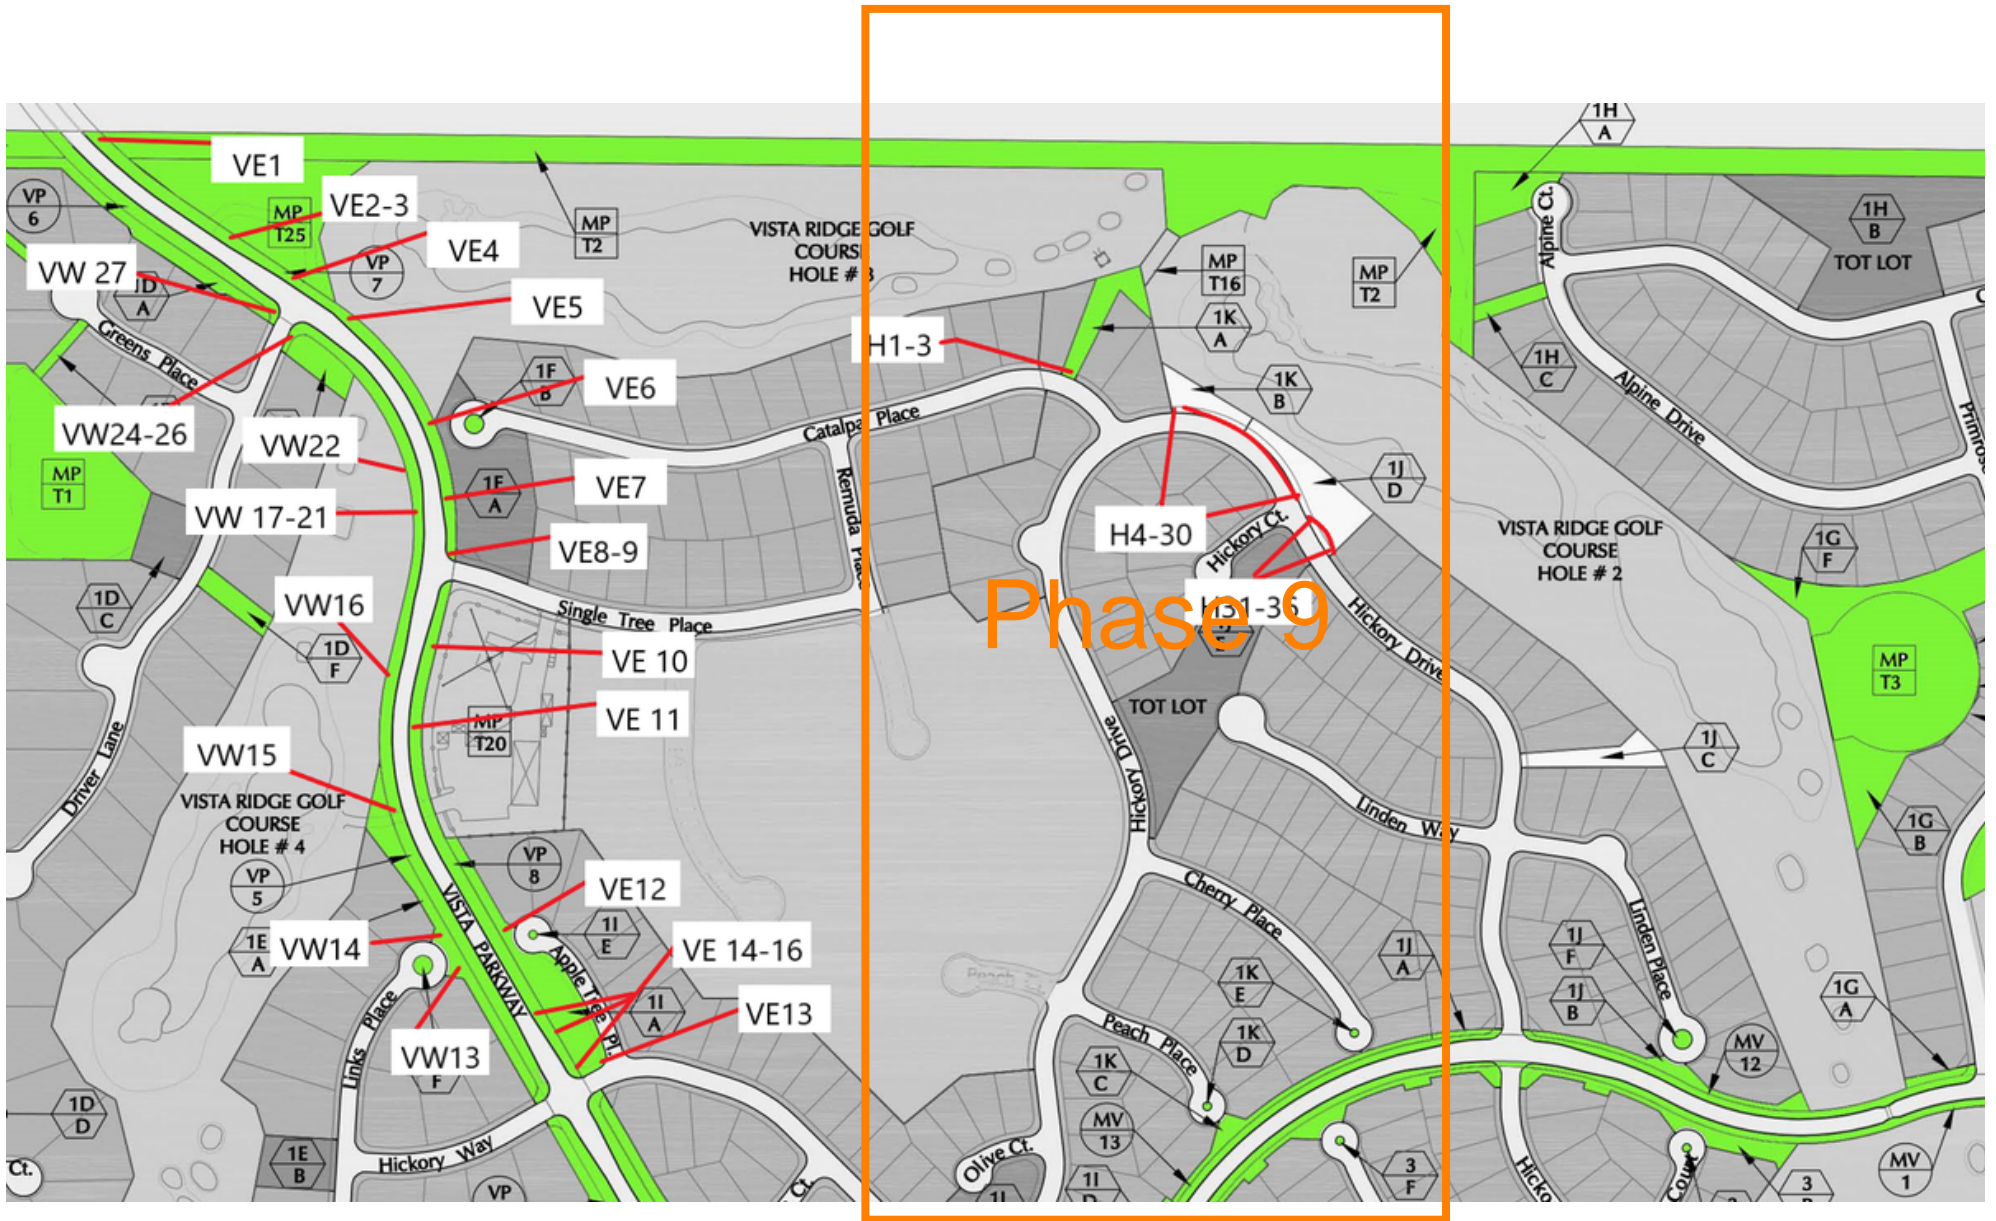 1H
A
VE1
VP
6
MP
T25
VE2-3
MP
T2
VISTA RIDGE GOLF
COURSE
HOLE # 3
VE4
VP
7
VW 27
1D
A
VE5
MP
T16
MP
T2
Alpine Ct.
1H
B
TOT LOT
1K
A
H1-3
Greens Place
1F
B
VE6
1K
B
1H
C
Alpine Drive
VW24-26
VW22
Catalpa Place
MP
T1
1F
A
VE7
Remuda Place
1J
D
VW 17-21
VE8-9
H4-30
Hickory Ct.
VISTA RIDGE GOLF
COURSE
HOLE # 2
1G
F
1D
C
VW16
Single Tree Place
Phase 9
H31-36
1J
E
Hickory Drive
1D
F
VE 10
MP
T3
VE 11
MP
T20
TOT LOT
Hickory Drive
1J
C
VW15
Driver Lane
VISTA RIDGE GOLF
COURSE
HOLE # 4
Linden Way
1G
B
VP
5
VP
8
VE12
Cherry Place
VISTA PARKWAY
1E
A
VW14
1I
E
Apple Tree Pl.
VE 14-16
1J
A
1J
F
Linden Place
1K
E
1J
B
1G
A
1I
A
VE13
Links Place
VW13
F
Peach Place
1K
D
1K
C
MV
12
1D
D
MV
13
1E
B
Hickory Way
Olive Ct.
3
F
MV
1
Ct.
VP
Ct.
1I
Court
3